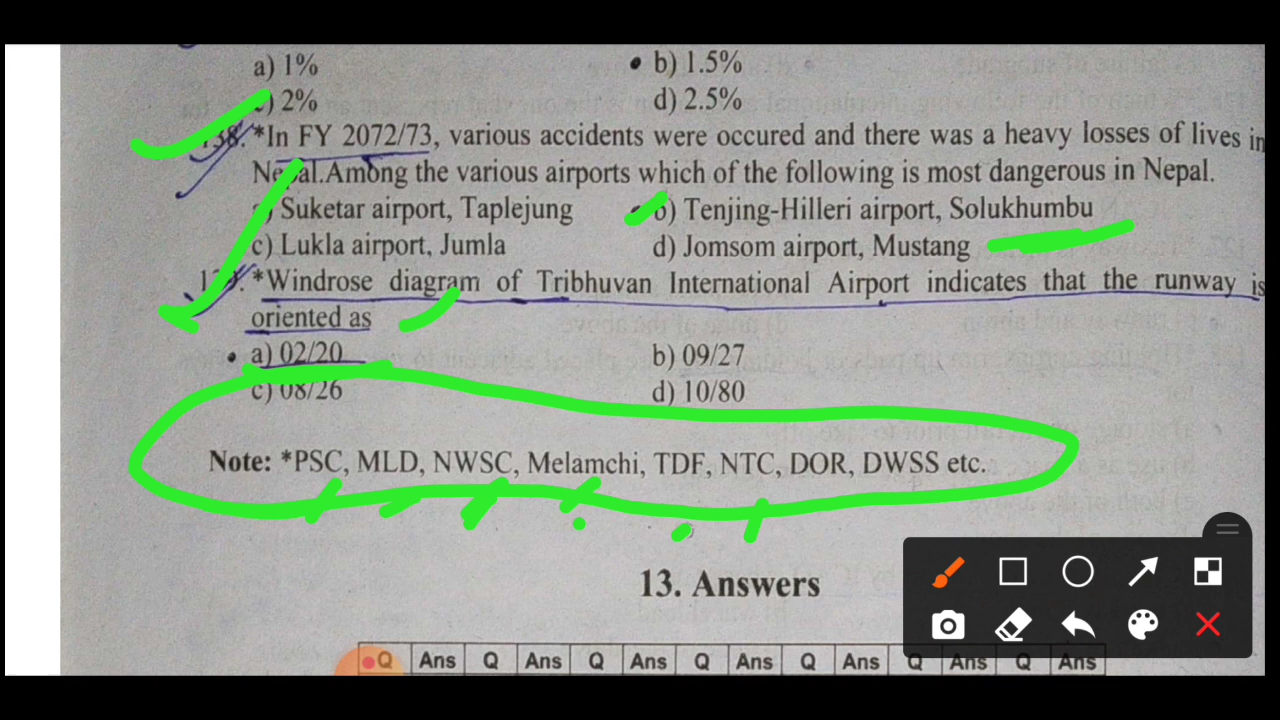 a) 1%
b) 1.5%
2%
d) 2.5%
138. *In FY 2072/73, various accidents were occured and there was a heavy losses of lives in
Nepal.Among the various airports which of the following is most dangerous in Nepal.
a) Suketar airport, Taplejung
b) Tenjing-Hilleri airport, Solukhumbu
c) Lukla airport, Jumla
d) Jomsom airport, Mustang
*Windrose diagram of Tribhuvan International Airport indicates that the runway is
oriented as
a) 02/20
b) 09/27
c) 08/26
d) 10/80
Note: *PSC, MLD, NWSC, Melamchi, TDF, NTC, DOR, DWSS etc.
13. Answers
Q Ans Q Ans Q Ans Q Ans Q Ans Q Ans Q Ans